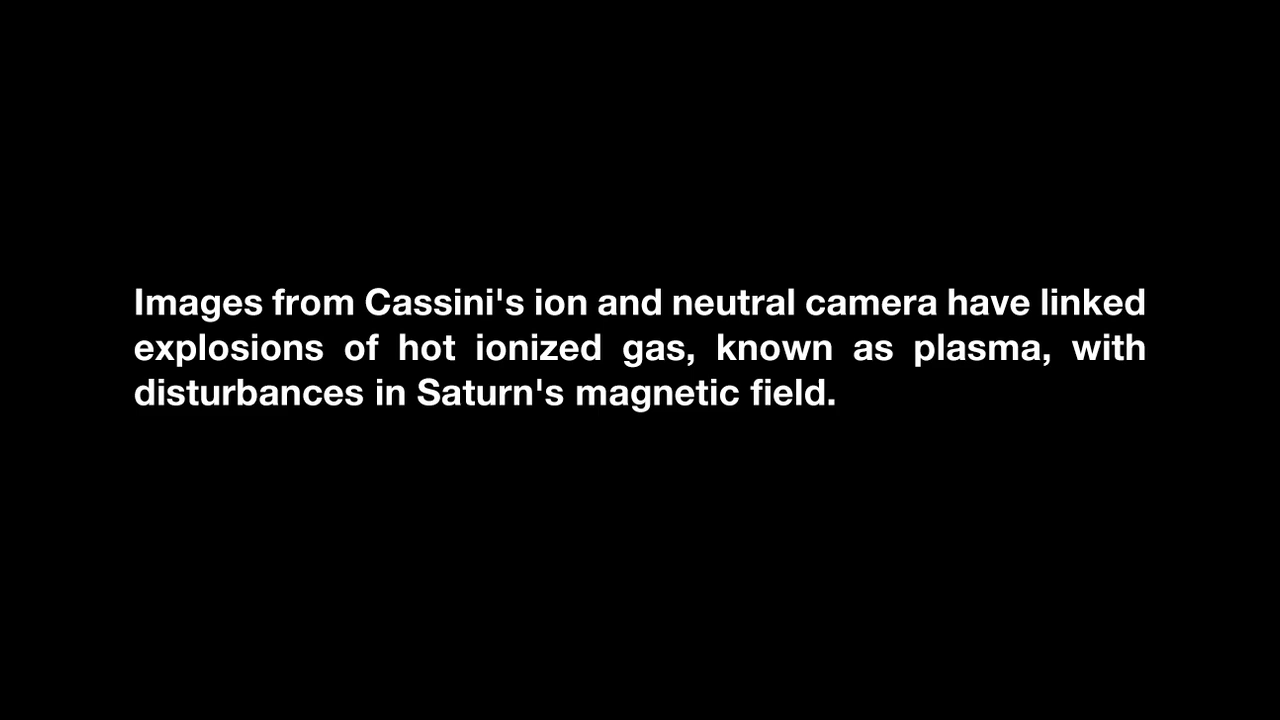 Images from Cassini's ion and neutral camera have linked
explosions of hot ionized gas, known as plasma, with
disturbances in Saturn's magnetic field.